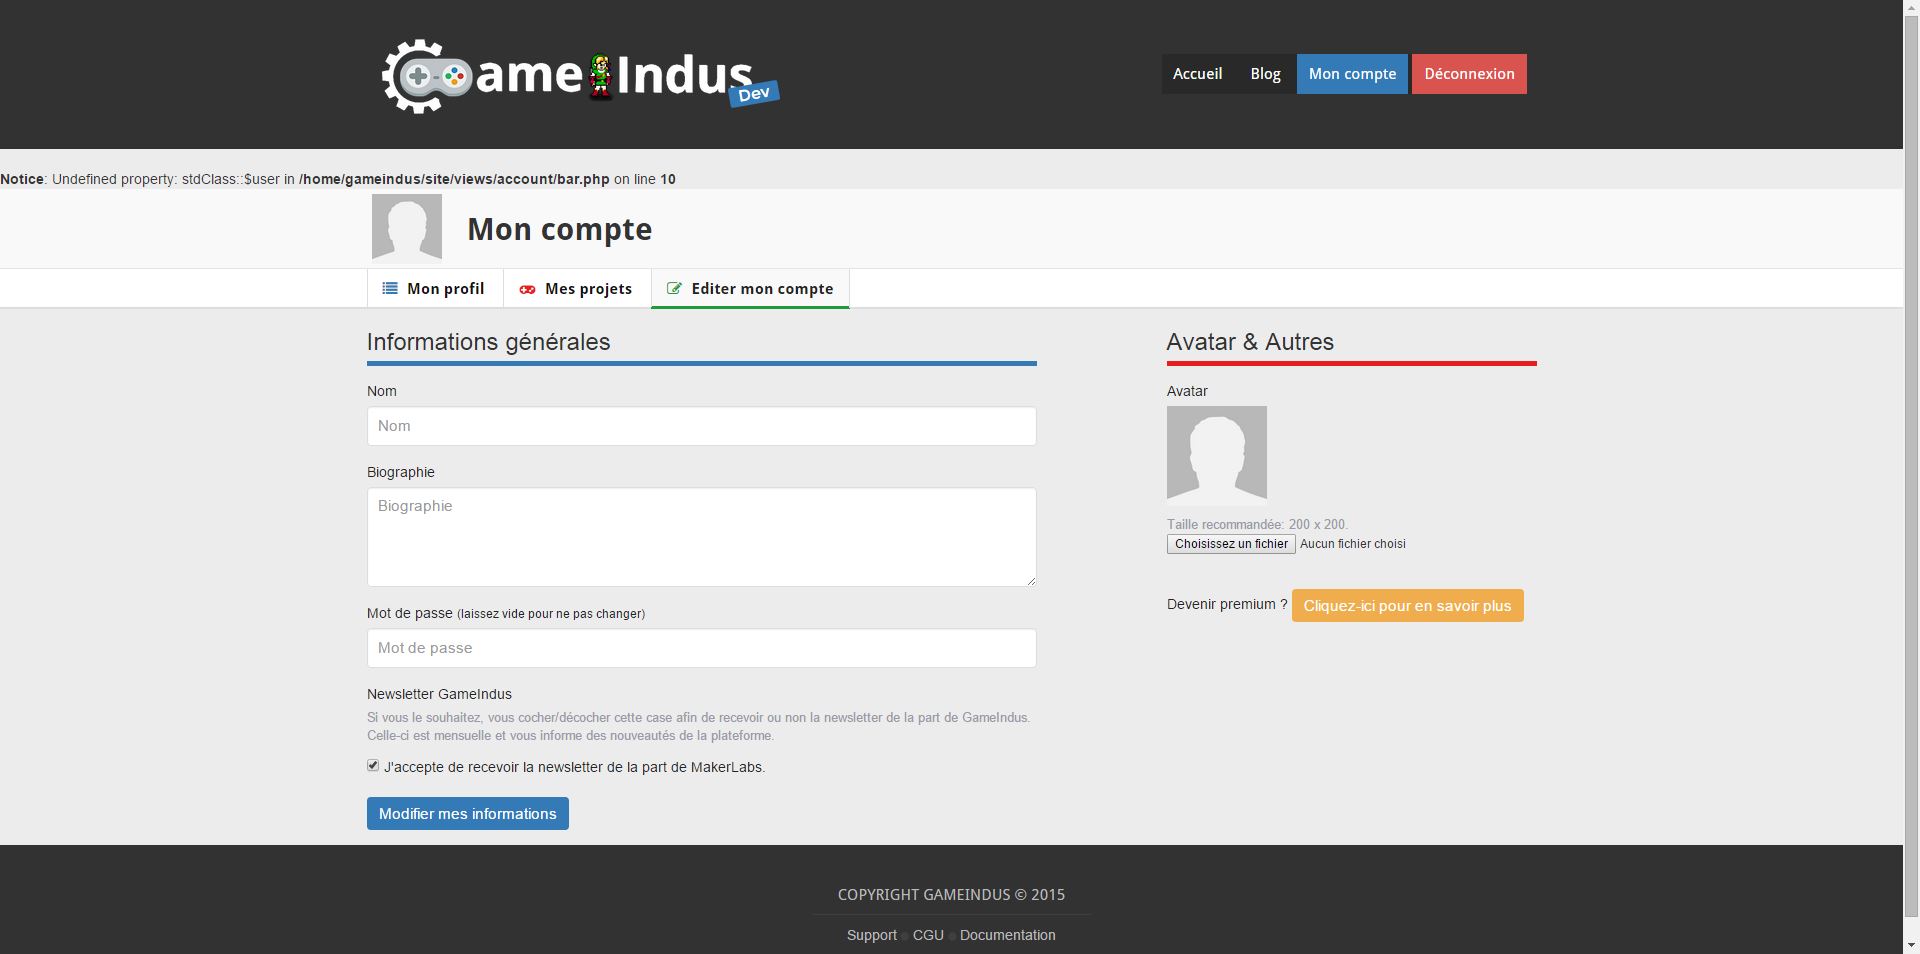 ameIndus
Dev
Accueil
Blog
Mon compte
Déconnexion
Notice: Undefined property: stdClass::$user in /home/gameindus/site/views/account/bar.php on line 10
Mon compte
Mon profil
Mes projets
Editer mon compte
Informations générales
Nom
Nom
Biographie
Biographie
Mot de passe (laissez vide pour ne pas changer)
Mot de passe
Newsletter GameIndus
Si vous le souhaitez, vous cocher/décocher cette case afin de recevoir ou non la newsletter de la part de GameIndus.
Celle-ci est mensuelle et vous informe des nouveautés de la plateforme.
J'accepte de recevoir la newsletter de la part de MakerLabs.
Modifier mes informations
Avatar & Autres
Avatar
Taille recommandée: 200 x 200.
Choisissez un fichier Aucun fichier choisi
Devenir premium ? Cliquez-ici pour en savoir plus
COPYRIGHT GAMEINDUS © 2015
Support CGU Documentation